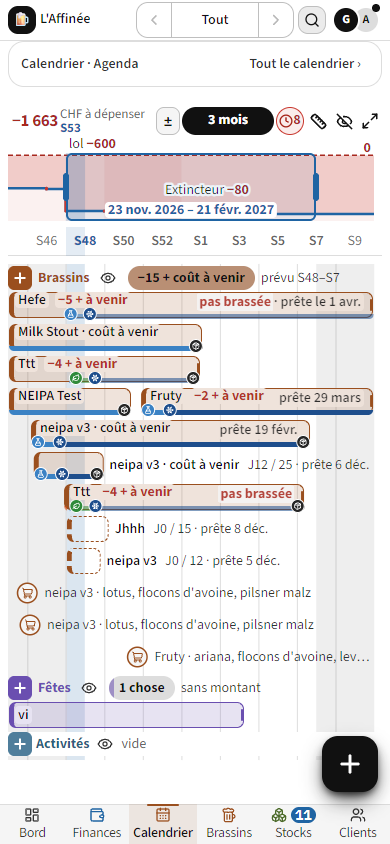 L'Affinée
Tout
G
A
Calendrier · Agenda
Tout le calendrier ›
−1 663 CHF à dépenser
S53
±
3 mois
8
lol −600
0
Extincteur −80
23 nov. 2026 – 21 févr. 2027
S46 S48 S50 S52 S1 S3 S5 S7 S9
Brassins
−15 + coût à venir
prévu S48–S7
Hefe −5 + à venir
pas brassée · prête le 1 avr.
Milk Stout · coût à venir
Ttt −4 + à venir
NEIPA Test
Fruty −2 + à venir
prête 29 mars
neipa v3 · coût à venir
prête 19 févr.
neipa v3 · coût à venir J12 / 25 · prête 6 déc.
Ttt −4 + à venir
pas brassée
Jhhh J0 / 15 · prête 8 déc.
neipa v3 J0 / 12 · prête 5 déc.
neipa v3 · lotus, flocons d'avoine, pilsner malz
neipa v3 · lotus, flocons d'avoine, pilsner malz
Fruty · ariana, flocons d'avoine, lev…
Fêtes
1 chose
sans montant
vi
Activités
vide
+
Bord
Finances
Calendrier
Brassins
Stocks
11
Clients